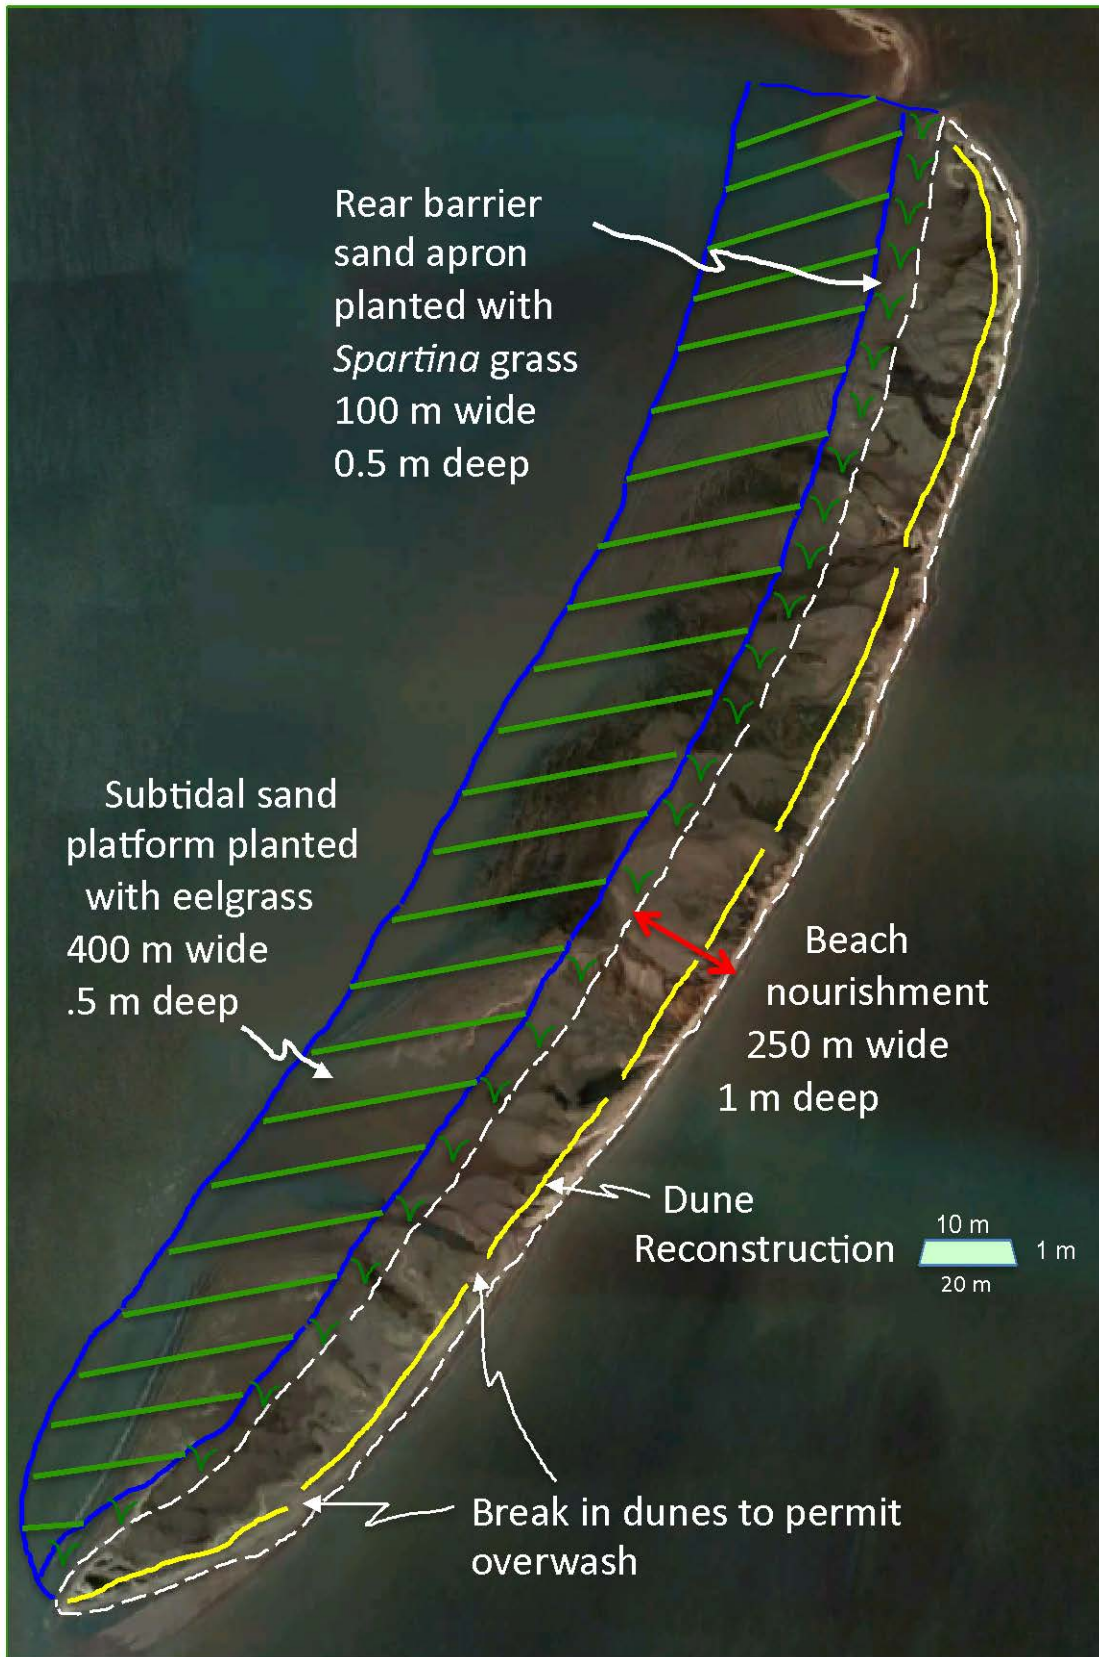 Rear barrier
sand apron
planted with
Spartina grass
100 m wide
0.5 m deep
Subtidal sand
platform planted
with eelgrass
400 m wide
.5 m deep
Beach
nourishment
250 m wide
1 m deep
Dune
Reconstruction
10 m
1 m
20 m
Break in dunes to permit
overwash